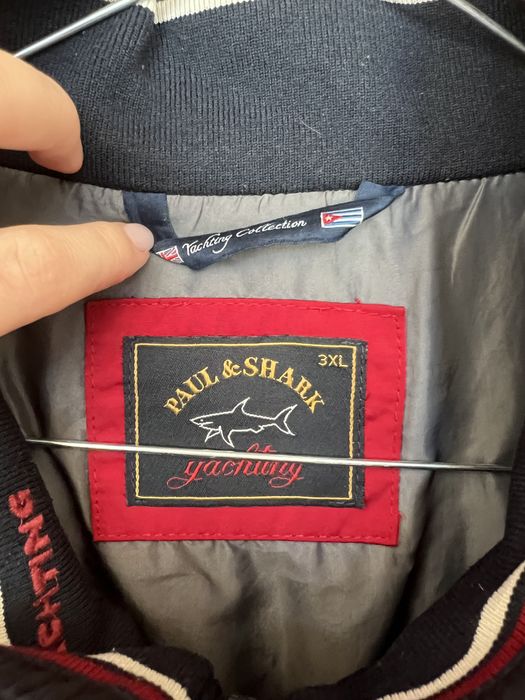 Yachting Collection
3XL
PAUL & SHARK
yachting
YACHTING